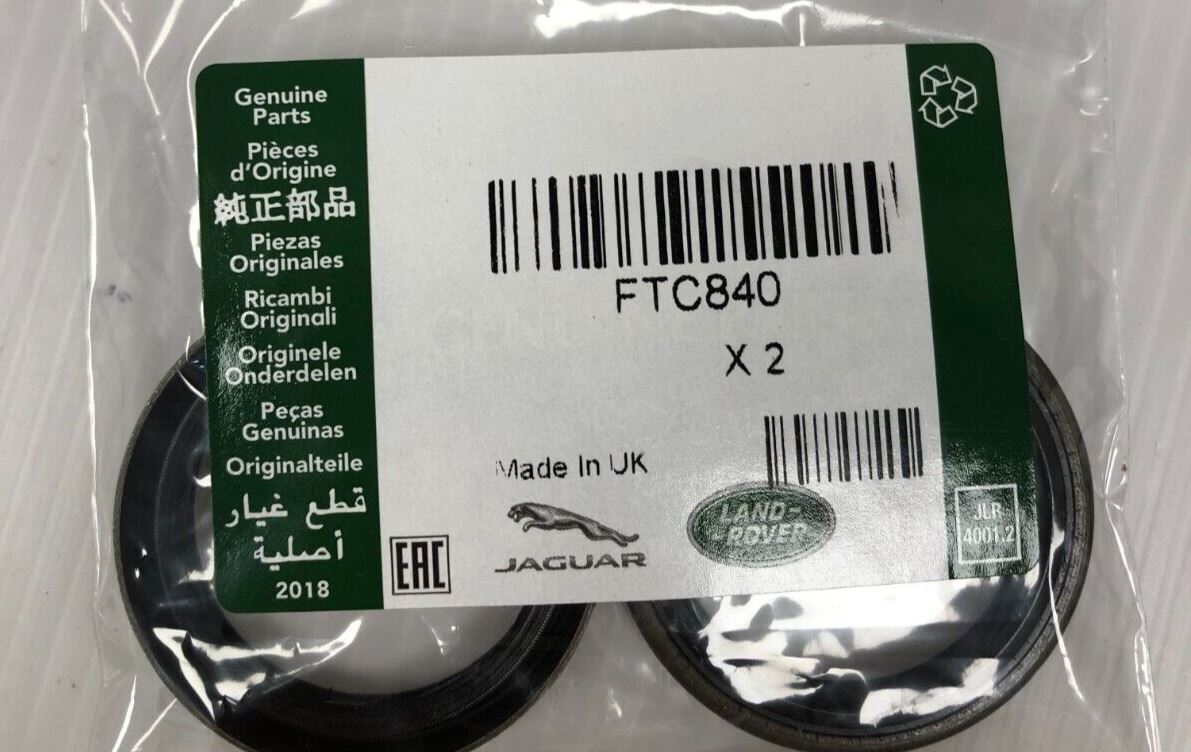 Genuine
Parts
Pièces
d'Origine
純正部品
Piezas
Originales
Ricambi
Originali
Originele
Onderdelen
Peças
Genuinas
Originalteile
قطع غيار
أصلية
2018
FTC840
X 2
Made In UK
EAC
JAGUAR
LAND-
-ROVER
JLR
4001.2